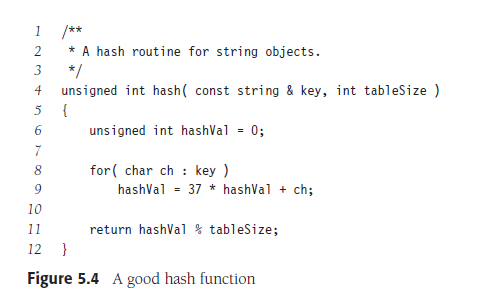 1 /**
2 * A hash routine for string objects.
3 */
4 unsigned int hash( const string & key, int tableSize )
5 {
6 unsigned int hashVal = 0;
7
8 for( char ch : key )
9 hashVal = 37 * hashVal + ch;
10
11 return hashVal % tableSize;
12 }
Figure 5.4 A good hash function